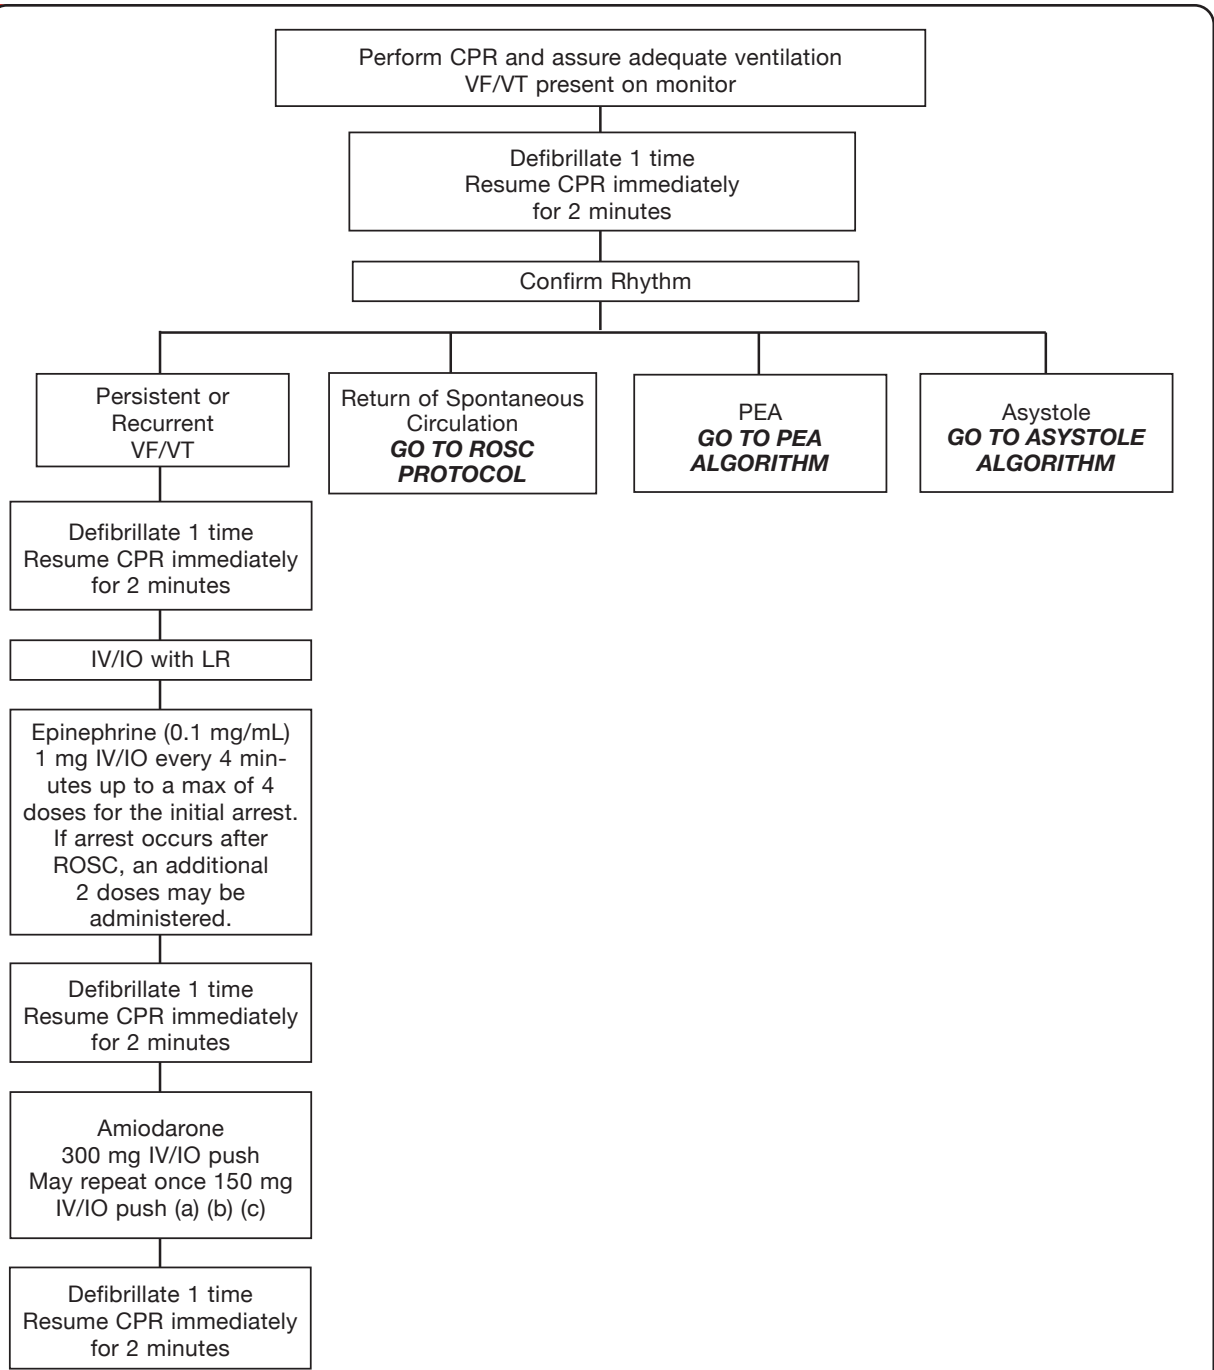 Perform CPR and assure adequate ventilation
VF/VT present on monitor
Defibrillate 1 time
Resume CPR immediately
for 2 minutes
Confirm Rhythm
Persistent or
Recurrent
VF/VT
Return of Spontaneous
Circulation
GO TO ROSC
PROTOCOL
PEA
GO TO PEA
ALGORITHM
Asystole
GO TO ASYSTOLE
ALGORITHM
Defibrillate 1 time
Resume CPR immediately
for 2 minutes
IV/IO with LR
Epinephrine (0.1 mg/mL)
1 mg IV/IO every 4 min-
utes up to a max of 4
doses for the initial arrest.
If arrest occurs after
ROSC, an additional
2 doses may be
administered.
Defibrillate 1 time
Resume CPR immediately
for 2 minutes
Amiodarone
300 mg IV/IO push
May repeat once 150 mg
IV/IO push (a) (b) (c)
Defibrillate 1 time
Resume CPR immediately
for 2 minutes